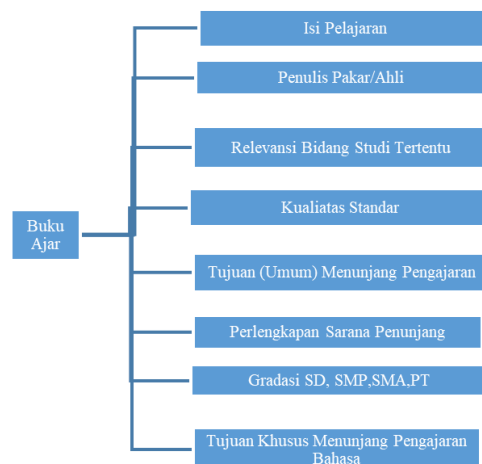 Isi Pelajaran
Penulis Pakar/Ahli
Relevansi Bidang Studi Tertentu
Kualiatas Standar
Buku
Ajar
Tujuan (Umum) Menunjang Pengajaran
Perlengkapan Sarana Penunjang
Gradasi SD, SMP,SMA,PT
Tujuan Khusus Menunjang Pengajaran
Bahasa